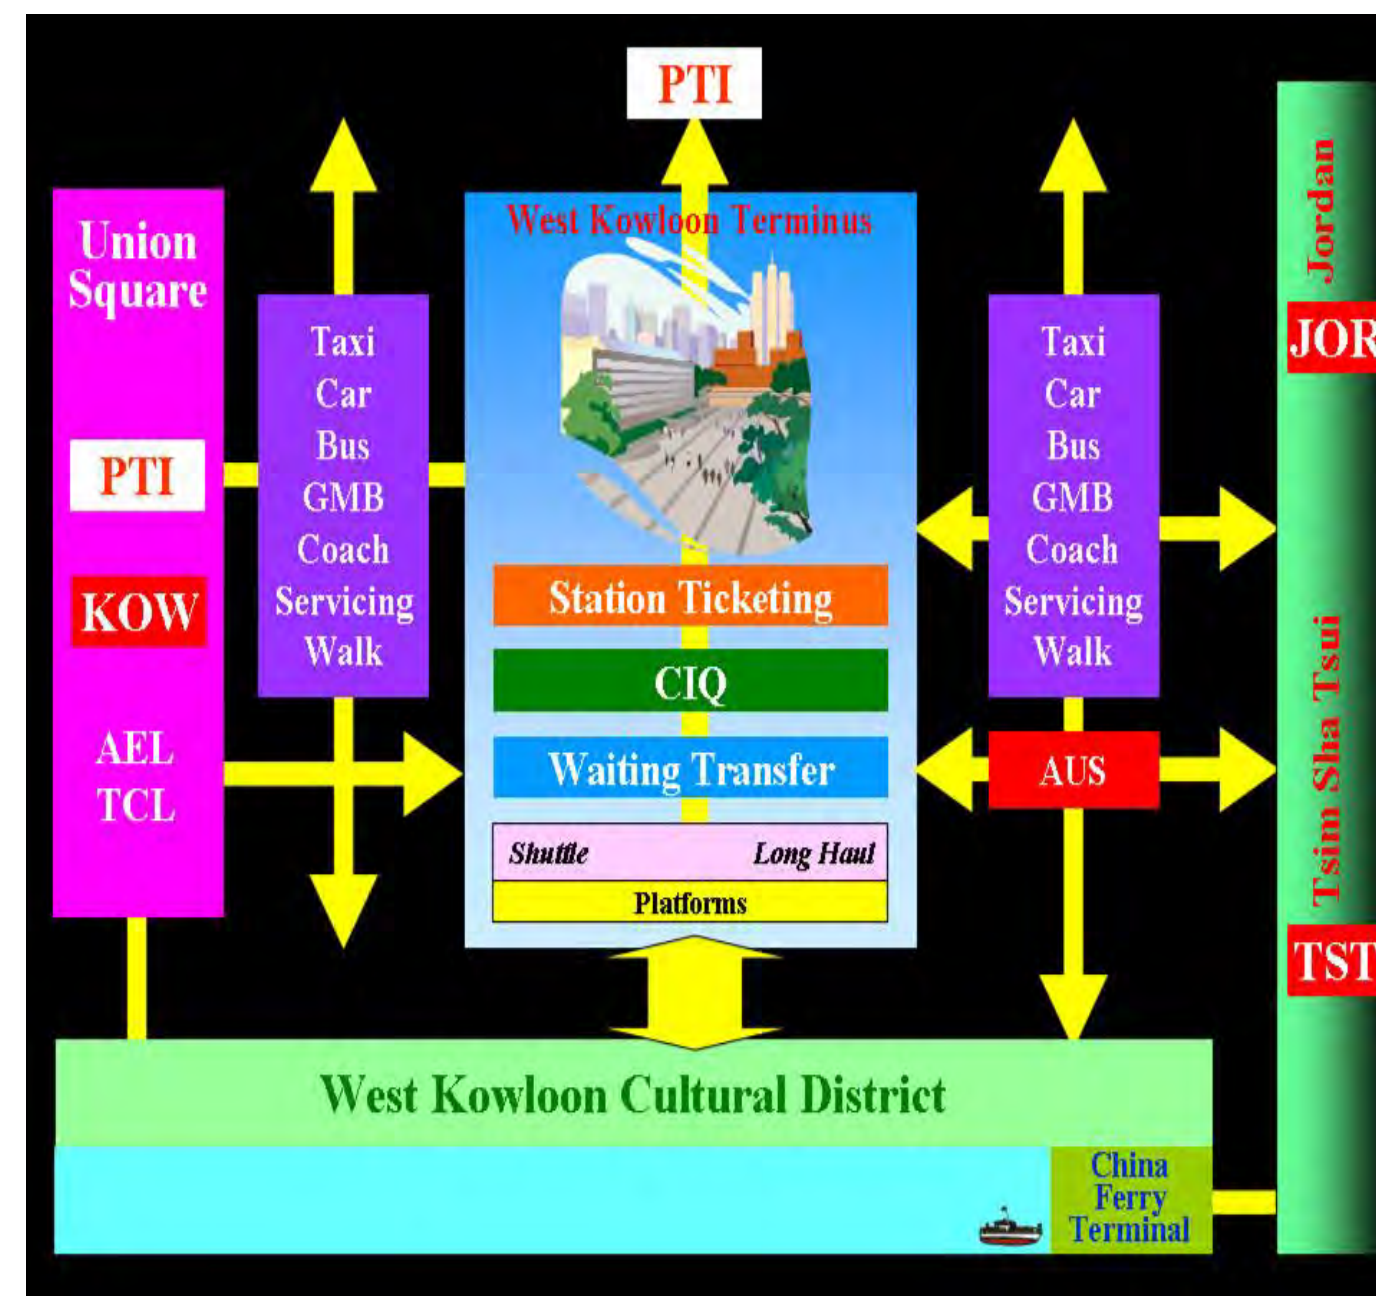 PTI
Union
Square
PTI
KOW
AEL
TCL
Taxi
Car
Bus
GMB
Coach
Servicing
Walk
West Kowloon Terminus
Station Ticketing
CIQ
Waiting Transfer
Shuttle Long Haul
Platforms
Taxi
Car
Bus
GMB
Coach
Servicing
Walk
AUS
Jordan
JOR
Tsim Sha Tsui
TST
West Kowloon Cultural District
China
Ferry
Terminal